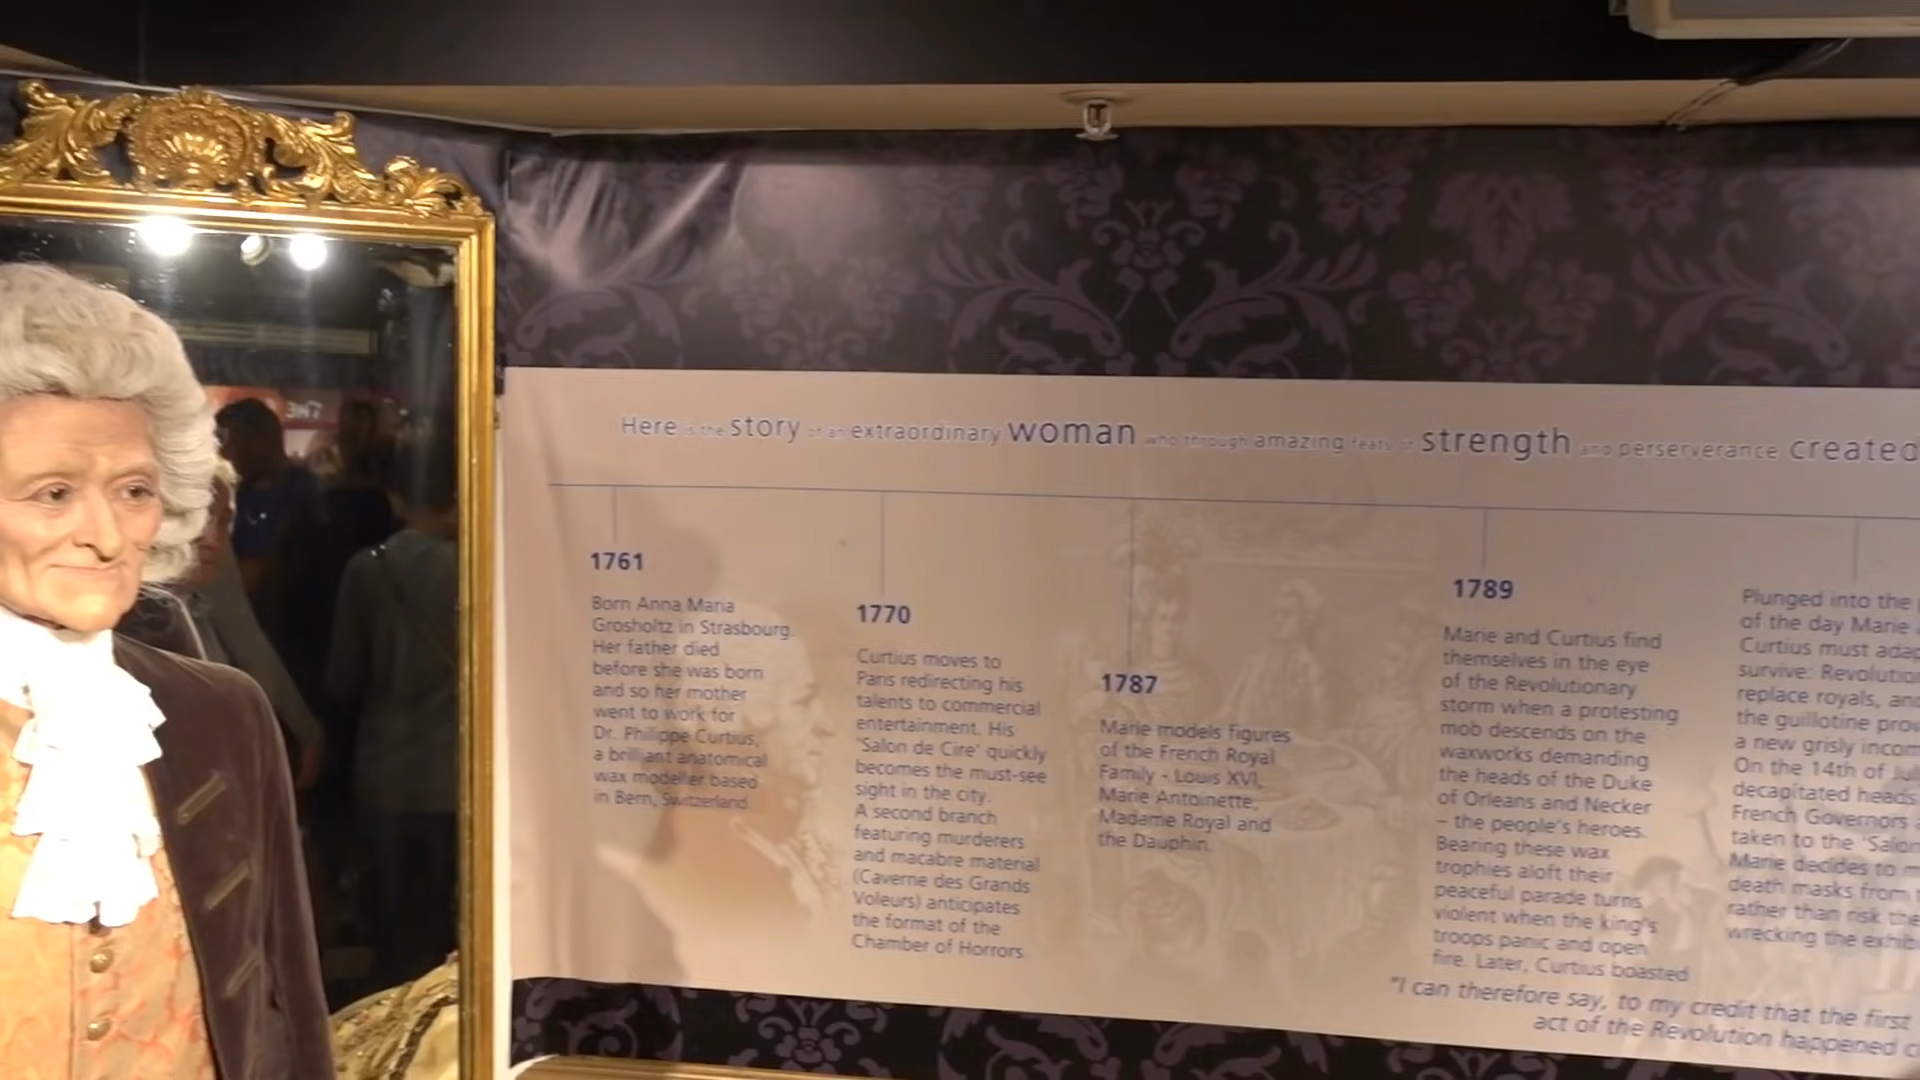 Here is the story of an extraordinary woman who through amazing feats of strength and perserverance created
1761
Born Anna Maria
Grosholtz in Strasbourg.
Her father died
before she was born
and so her mother
went to work for
Dr. Philippe Curtius,
a brilliant anatomical
wax modeller based
in Bern, Switzerland.
1770
Curtius moves to
Paris redirecting his
talents to commercial
entertainment. His
'Salon de Cire' quickly
becomes the must-see
sight in the city.
A second branch
featuring murderers
and macabre material
(Caverne des Grands
Voleurs) anticipates
the format of the
Chamber of Horrors.
1787
Marie models figures
of the French Royal
Family - Louis XVI,
Marie Antoinette,
Madame Royal and
the Dauphin.
1789
Marie and Curtius find
themselves in the eye
of the Revolutionary
storm when a protesting
mob descends on the
waxworks demanding
the heads of the Duke
of Orleans and Necker
– the people's heroes.
Bearing these wax
trophies aloft their
peaceful parade turns
violent when the king's
troops panic and open
fire. Later, Curtius boasted
"I can therefore say, to my credit that the first
act of the Revolution happened
Plunged into the
of the day Marie
Curtius must adap
survive: Revolutio
replace royals, and
the guillotine prov
a new grisly incom
On the 14th of Jul
decapitated heads
French Governors
taken to the 'Salon
Marie decides to m
death masks from
rather than risk the
wrecking the exhib